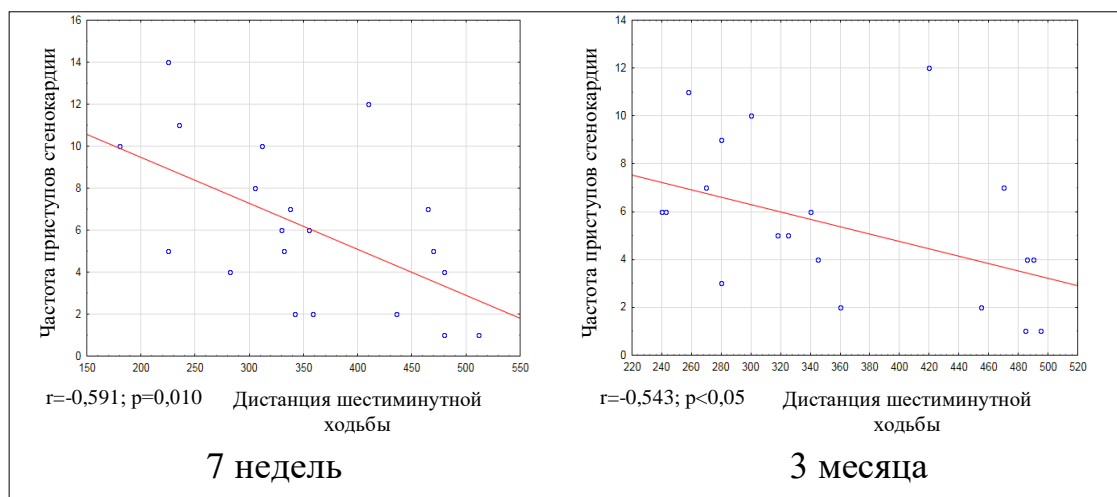 Частота приступов стенокардии
16
14
12
10
8
6
4
2
0
150 200 250 300 350 400 450 500 550
r=-0,591; p=0,010
Дистанция шестиминутной
ходьбы
7 недель
Частота приступов стенокардии
14
12
10
8
6
4
2
0
220 240 260 280 300 320 340 360 380 400 420 440 460 480 500 520
r=-0,543; p<0,05
Дистанция шестиминутной
ходьбы
3 месяца